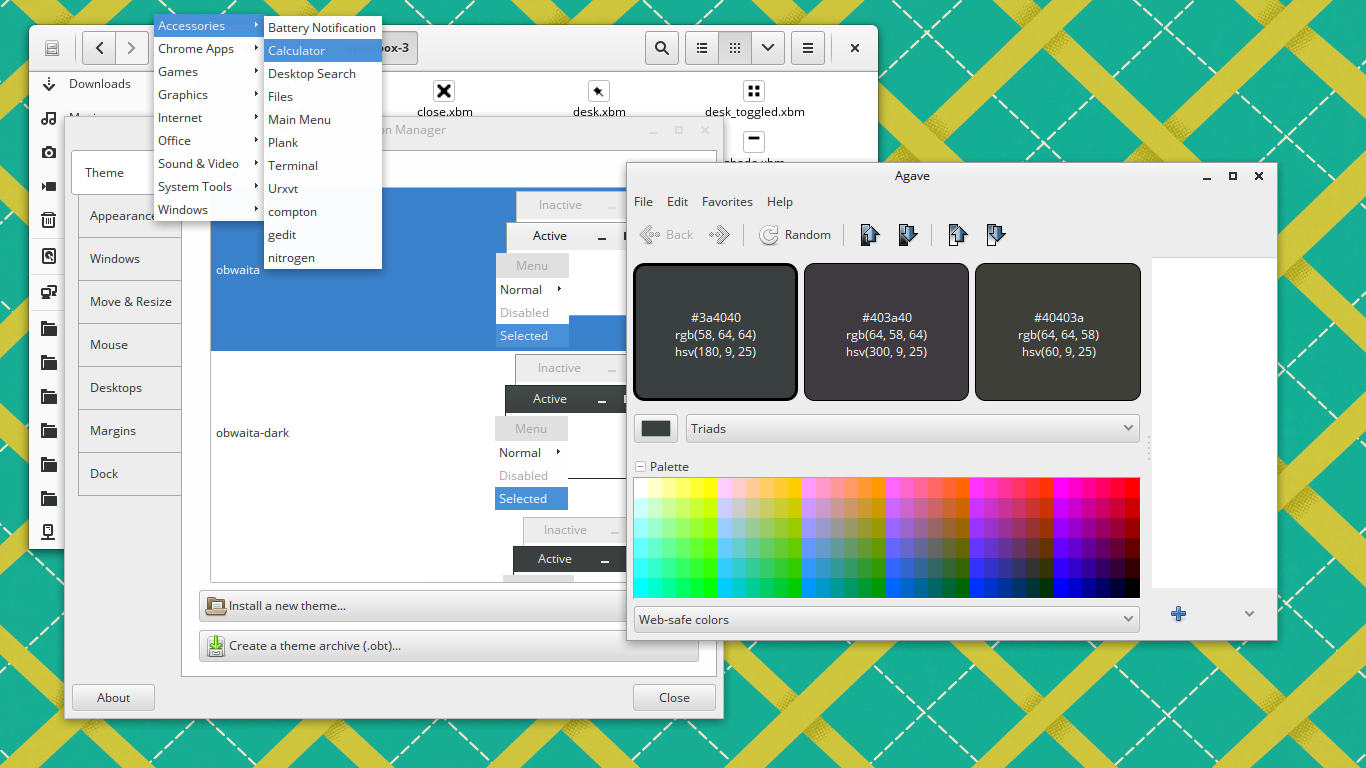 Accessories
Chrome Apps
Games
Graphics
Internet
Office
Sound & Video
System Tools
Windows
Battery Notification
Calculator
Desktop Search
Files
Main Menu
Plank
Terminal
Urxvt
compton
gedit
nitrogen
Downloads
close.xbm
desk.xbm
desk_toggled.xbm
Manager
Theme
Appearance
Windows
Move & Resize
Mouse
Desktops
Margins
Dock
obwaita
Inactive
Active
Menu
Normal
Disabled
Selected
obwaita-dark
Inactive
Active
Menu
Normal
Disabled
Selected
Inactive
Active
Install a new theme...
Create a theme archive (.obt)...
About
Close
Agave
File Edit Favorites Help
Back
Random
#3a4040
rgb(58, 64, 64)
hsv(180, 9, 25)
#403a40
rgb(64, 58, 64)
hsv(300, 9, 25)
#40403a
rgb(64, 64, 58)
hsv(60, 9, 25)
Triads
Palette
Web-safe colors